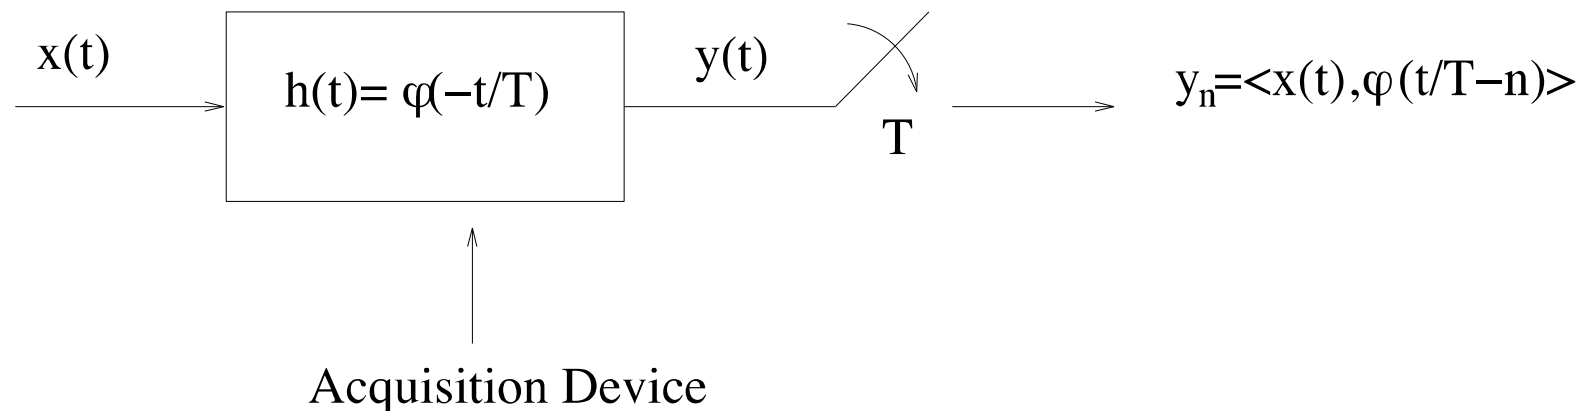 x(t)
h(t)= φ(−t/T)
y(t)
T
yn=<x(t),φ(t/T−n)>
Acquisition Device